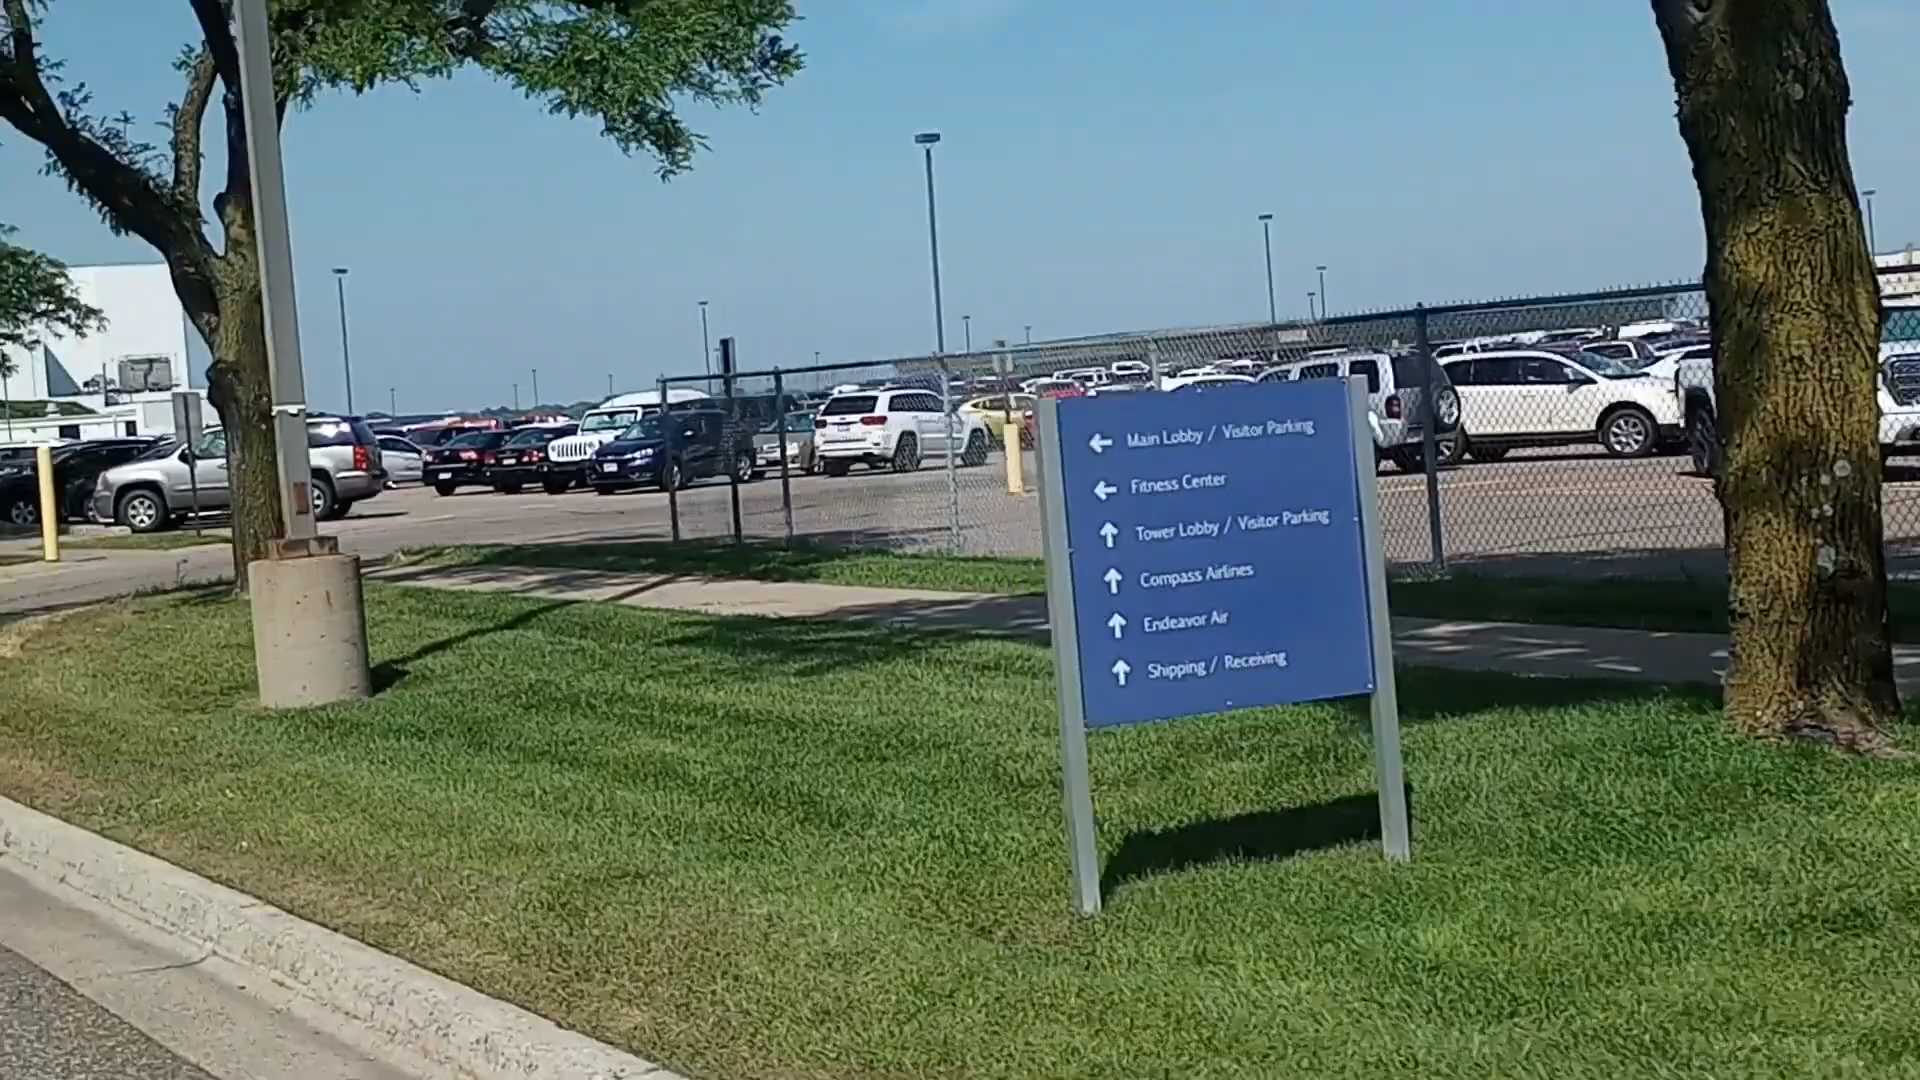 ← Main Lobby / Visitor Parking
← Fitness Center
↑ Tower Lobby / Visitor Parking
↑ Compass Airlines
↑ Endeavor Air
↑ Shipping / Receiving